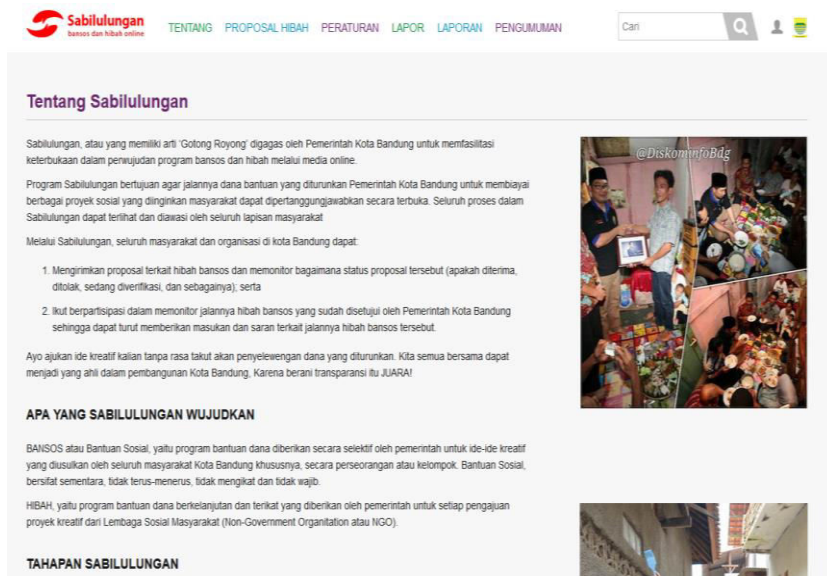 Sabilulungan
bansos dan hibah online
TENTANG PROPOSAL HIBAH PERATURAN LAPOR LAPORAN PENGUMUMAN
Cari
Tentang Sabilulungan
Sabilulungan, atau yang memiliki arti 'Gotong Royong' digagas oleh Pemerintah Kota Bandung untuk memfasilitasi
keterbukaan dalam perwujudan program bansos dan hibah melalui media online.
@DiskominfoBdg
Program Sabilulungan bertujuan agar jalannya dana bantuan yang diturunkan Pemerintah Kota Bandung untuk membiayai
berbagai proyek sosial yang diinginkan masyarakat dapat dipertanggungjawabkan secara terbuka. Seluruh proses dalam
Sabilulungan dapat terlihat dan diawasi oleh seluruh lapisan masyarakat
Melalui Sabilulungan, seluruh masyarakat dan organisasi di kota Bandung dapat:
1. Mengirimkan proposal terkait hibah bansos dan memonitor bagaimana status proposal tersebut (apakah diterima,
ditolak, sedang diverifikasi, dan sebagainya); serta
2. Ikut berpartisipasi dalam memonitor jalannya hibah bansos yang sudah disetujui oleh Pemerintah Kota Bandung
sehingga dapat turut memberikan masukan dan saran terkait jalannya hibah bansos tersebut.
Ayo ajukan ide kreatif kalian tanpa rasa takut akan penyelewengan dana yang diturunkan. Kita semua bersama dapat
menjadi yang ahli dalam pembangunan Kota Bandung, Karena berani transparansi itu JUARA!
APA YANG SABILULUNGAN WUJUDKAN
BANSOS atau Bantuan Sosial, yaitu program bantuan dana diberikan secara selektif oleh pemerintah untuk ide-ide kreatif
yang diusulkan oleh seluruh masyarakat Kota Bandung khususnya, secara perseorangan atau kelompok. Bantuan Sosial,
bersifat sementara, tidak terus-menerus, tidak mengikat dan tidak wajib.
HIBAH, yaitu program bantuan dana berkelanjutan dan terikat yang diberikan oleh pemerintah untuk setiap pengajuan
proyek kreatif dari Lembaga Sosial Masyarakat (Non-Government Organitation atau NGO).
TAHAPAN SABILULUNGAN